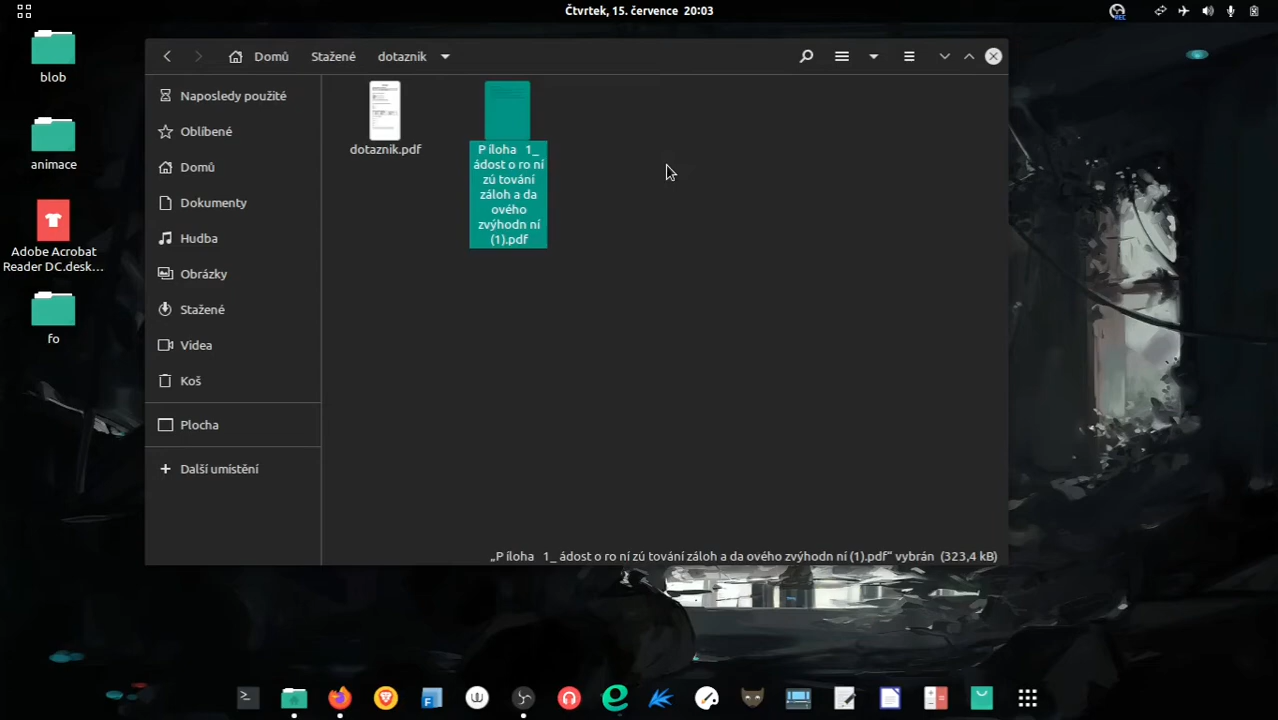 Čtvrtek, 15. července 20:03
REC
blob
animace
Adobe Acrobat
Reader DC.desk...
fo
Domů
Stažené
dotazník
Naposledy použité
Oblíbené
Domů
Dokumenty
Hudba
Obrázky
Stažené
Videa
Koš
Plocha
Další umístění
dotaznik.pdf
P íloha 1_
ádost o ro ní
zú tování
záloh a da
ového
zvýhodn ní
(1).pdf
„P íloha 1_ ádost o ro ní zú tování záloh a da ového zvýhodn ní (1).pdf“ vybrán (323,4 kB)